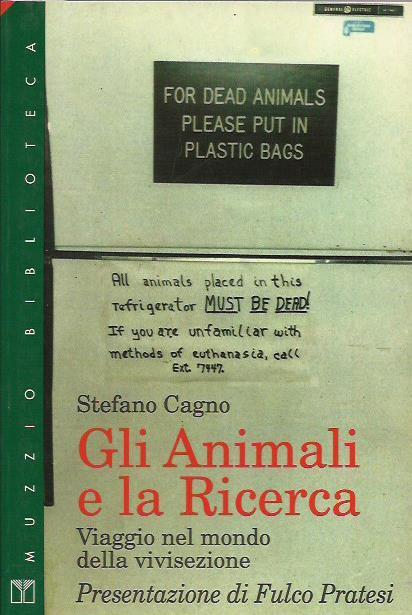 MUZZIO BIBLIOTECA
GENERAL ELECTRIC
FOR DEAD ANIMALS
PLEASE PUT IN
PLASTIC BAGS
All animals placed in this
refrigerator MUST BE DEAD!
If you are unfamiliar with
methods of euthanasia, call
Ext. 7447.
Stefano Cagno
Gli Animali
e la Ricerca
Viaggio nel mondo
della vivisezione
Presentazione di Fulco Pratesi